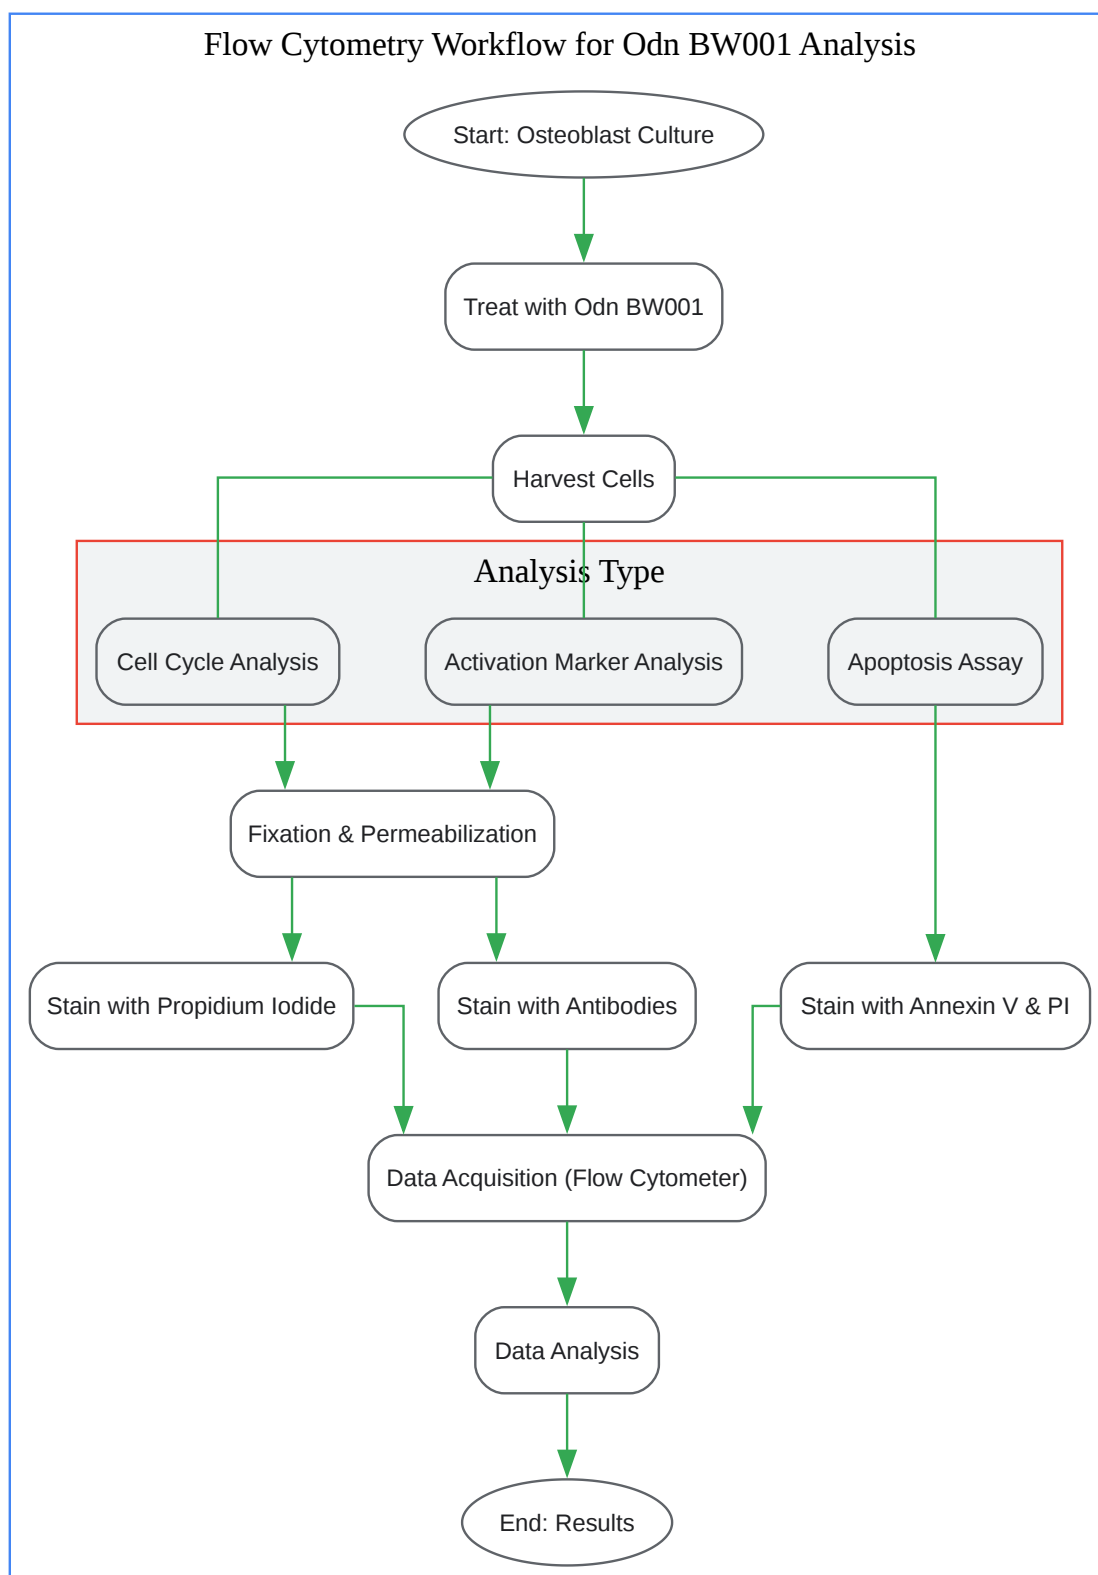 Flow Cytometry Workflow for Odn BW001 Analysis
Start: Osteoblast Culture
Treat with Odn BW001
Harvest Cells
Analysis Type
Cell Cycle Analysis
Activation Marker Analysis
Apoptosis Assay
Fixation & Permeabilization
Stain with Propidium Iodide
Stain with Antibodies
Stain with Annexin V & PI
Data Acquisition (Flow Cytometer)
Data Analysis
End: Results